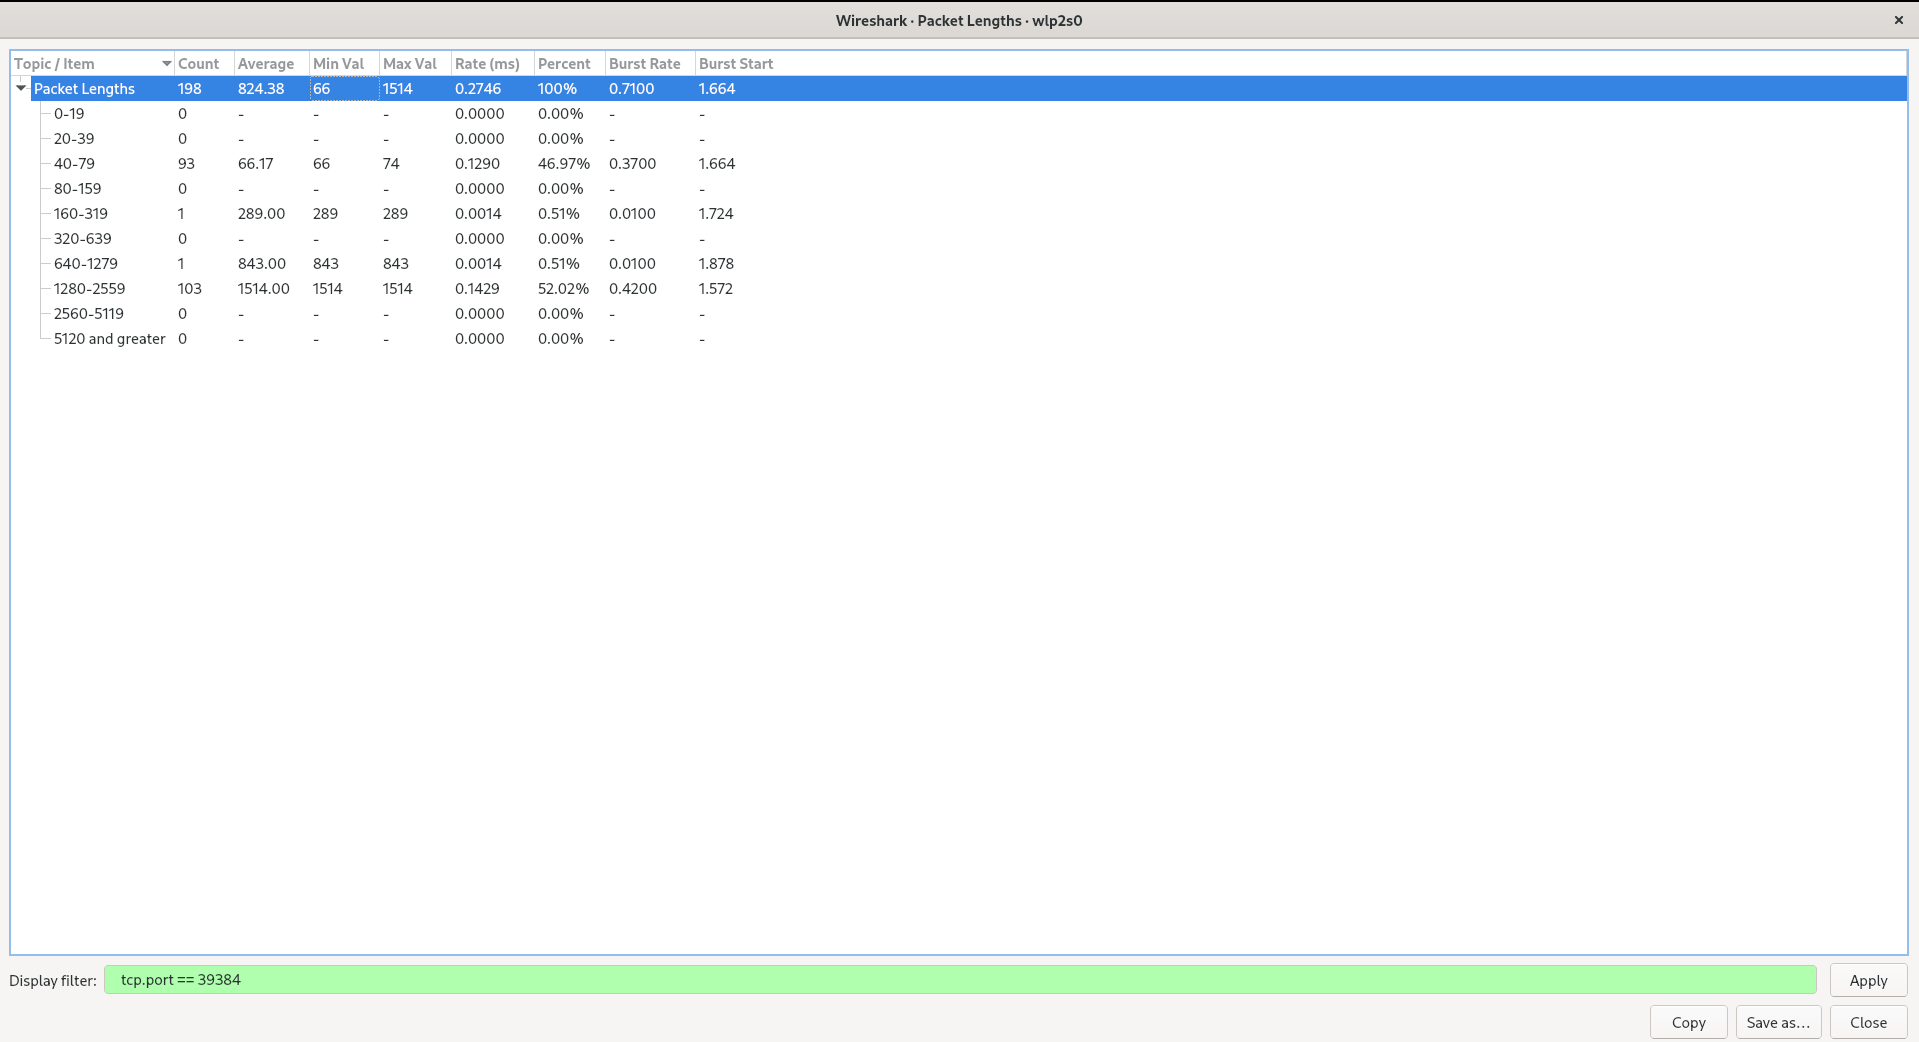 Wireshark · Packet Lengths · wlp2s0
Topic / Item Count Average Min Val Max Val Rate (ms) Percent Burst Rate Burst Start
Packet Lengths 198 824.38 66 1514 0.2746 100% 0.7100 1.664
0-19 0 - - - 0.0000 0.00% - -
20-39 0 - - - 0.0000 0.00% - -
40-79 93 66.17 66 74 0.1290 46.97% 0.3700 1.664
80-159 0 - - - 0.0000 0.00% - -
160-319 1 289.00 289 289 0.0014 0.51% 0.0100 1.724
320-639 0 - - - 0.0000 0.00% - -
640-1279 1 843.00 843 843 0.0014 0.51% 0.0100 1.878
1280-2559 103 1514.00 1514 1514 0.1429 52.02% 0.4200 1.572
2560-5119 0 - - - 0.0000 0.00% - -
5120 and greater 0 - - - 0.0000 0.00% - -
Display filter: tcp.port == 39384 Apply
Copy Save as... Close